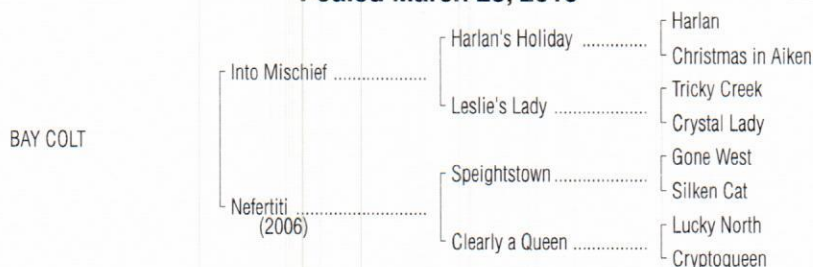 Harlan
Harlan's Holiday ..................
Christmas in Aiken
Into Mischief .........................
Tricky Creek
Leslie's Lady .......................
Crystal Lady
BAY COLT
Gone West
Speightstown .....................
Silken Cat
Nefertiti ...................................
(2006)
Lucky North
Clearly a Queen .................
Cryptoqueen